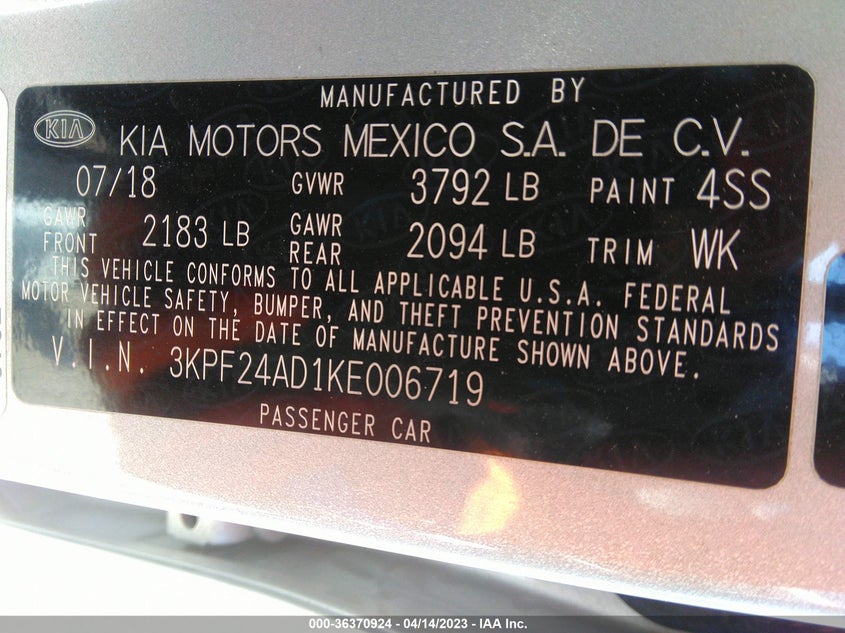 MANUFACTURED BY
KIA KIA MOTORS MEXICO S.A. DE C.V.
07/18 GVWR 3792 LB PAINT 4SS
GAWR FRONT 2183 LB GAWR REAR 2094 LB TRIM WK
THIS VEHICLE CONFORMS TO ALL APPLICABLE U.S.A. FEDERAL
MOTOR VEHICLE SAFETY, BUMPER, AND THEFT PREVENTION STANDARDS
IN EFFECT ON THE DATE OF MANUFACTURE SHOWN ABOVE.
V.I.N. 3KPF24AD1KE006719
PASSENGER CAR
000-36370924 - 04/14/2023 - IAA Inc.